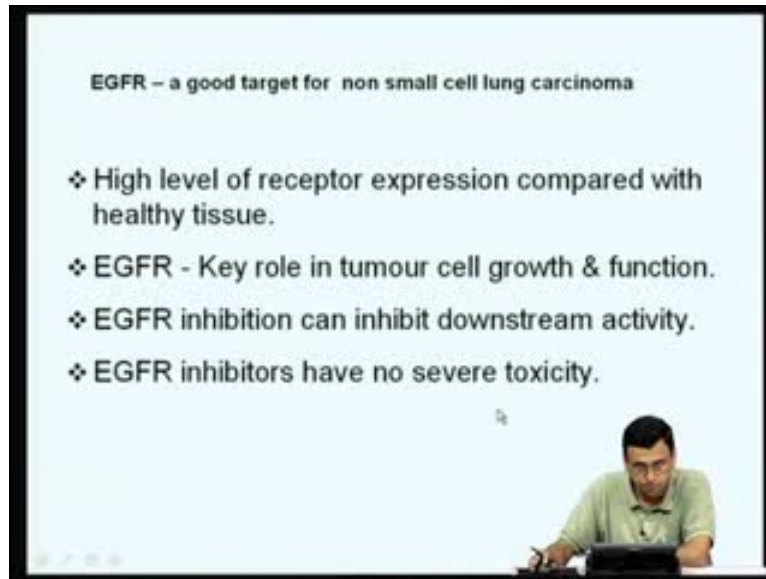 EGFR – a good target for non small cell lung carcinoma
❖ High level of receptor expression compared with
healthy tissue.
❖ EGFR - Key role in tumour cell growth & function.
❖ EGFR inhibition can inhibit downstream activity.
❖ EGFR inhibitors have no severe toxicity.